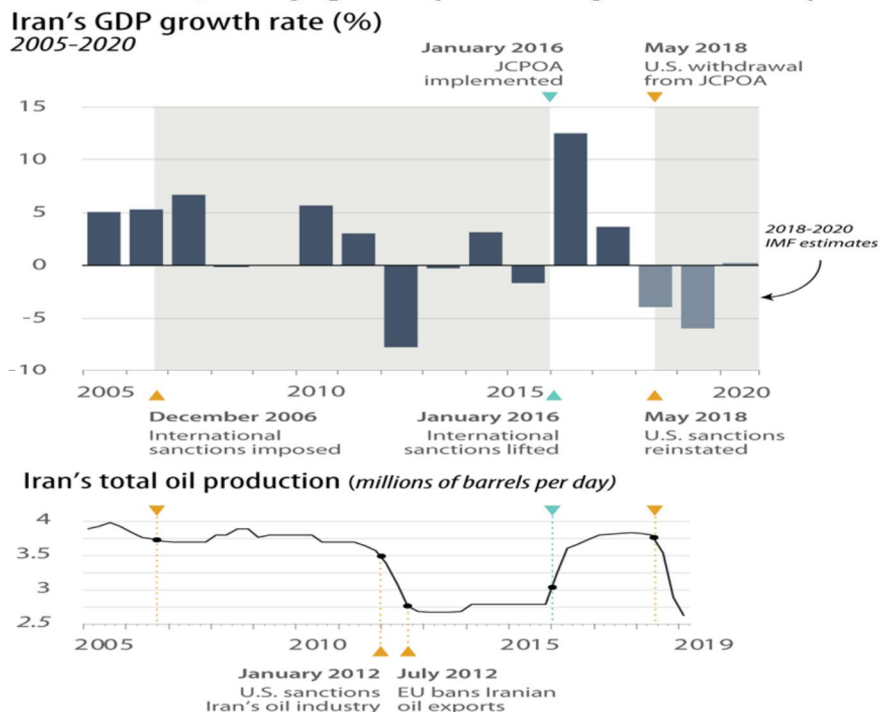 Iran's GDP growth rate (%)
2005–2020
January 2016
JCPOA
implemented
May 2018
U.S. withdrawal
from JCPOA
15
10
5
0
-5
-10
2018-2020
IMF estimates
2005
2010
2015
2020
December 2006
International
sanctions imposed
January 2016
International
sanctions lifted
May 2018
U.S. sanctions
reinstated
Iran's total oil production (millions of barrels per day)
4
3.5
3
2.5
2005
2010
2015
2019
January 2012
U.S. sanctions
Iran's oil industry
July 2012
EU bans Iranian
oil exports